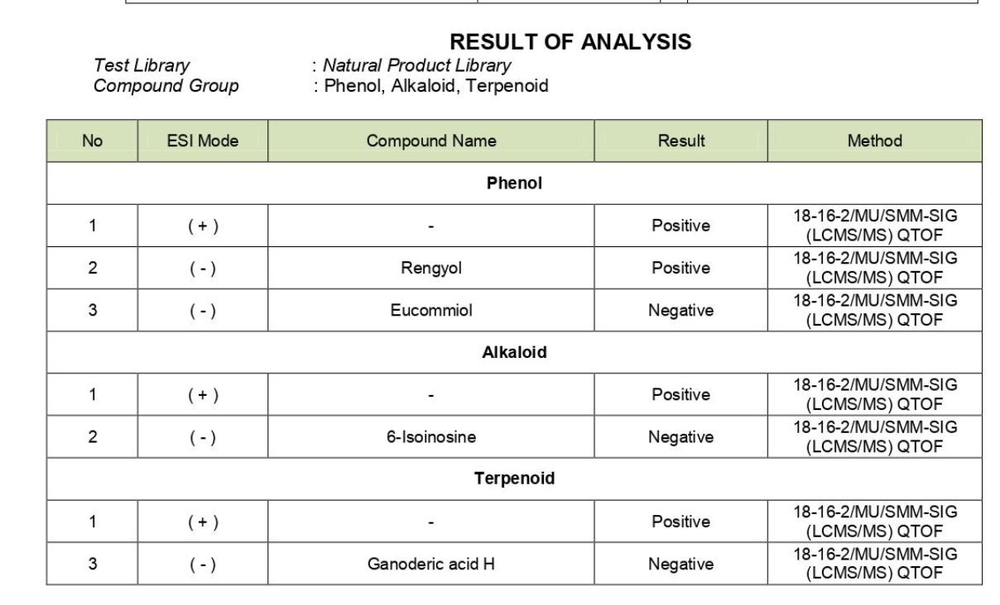 RESULT OF ANALYSIS
Test Library : Natural Product Library
Compound Group : Phenol, Alkaloid, Terpenoid
No ESI Mode Compound Name Result Method
Phenol
1 ( + ) - Positive 18-16-2/MU/SMM-SIG
(LCMS/MS) QTOF
2 ( - ) Rengyol Positive 18-16-2/MU/SMM-SIG
(LCMS/MS) QTOF
3 ( - ) Eucommiol Negative 18-16-2/MU/SMM-SIG
(LCMS/MS) QTOF
Alkaloid
1 ( + ) - Positive 18-16-2/MU/SMM-SIG
(LCMS/MS) QTOF
2 ( - ) 6-Isoinosine Negative 18-16-2/MU/SMM-SIG
(LCMS/MS) QTOF
Terpenoid
1 ( + ) - Positive 18-16-2/MU/SMM-SIG
(LCMS/MS) QTOF
3 ( - ) Ganoderic acid H Negative 18-16-2/MU/SMM-SIG
(LCMS/MS) QTOF